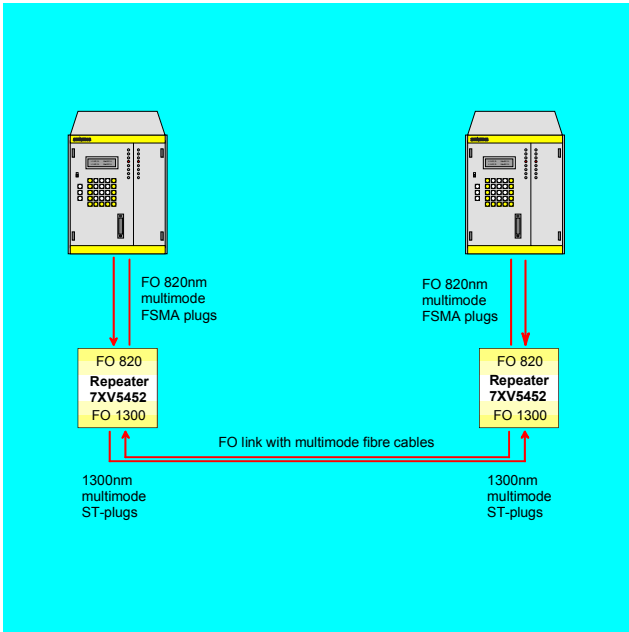 FO 820nm
multimode
FSMA plugs
FO 820nm
multimode
FSMA plugs
FO 820
Repeater
7XV5452
FO 1300
FO 820
Repeater
7XV5452
FO 1300
FO link with multimode fibre cables
1300nm
multimode
ST-plugs
1300nm
multimode
ST-plugs